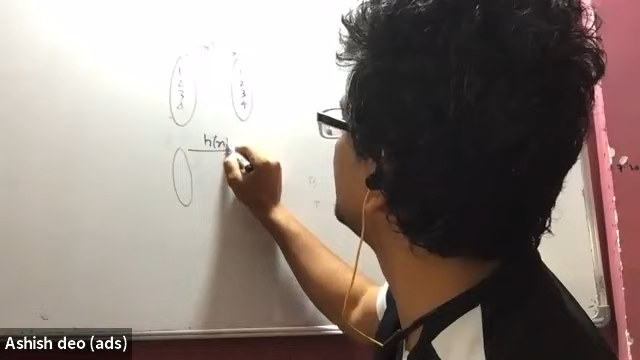 1 1
2 2
3 3
4 4
h(x)
Ashish deo (ads)